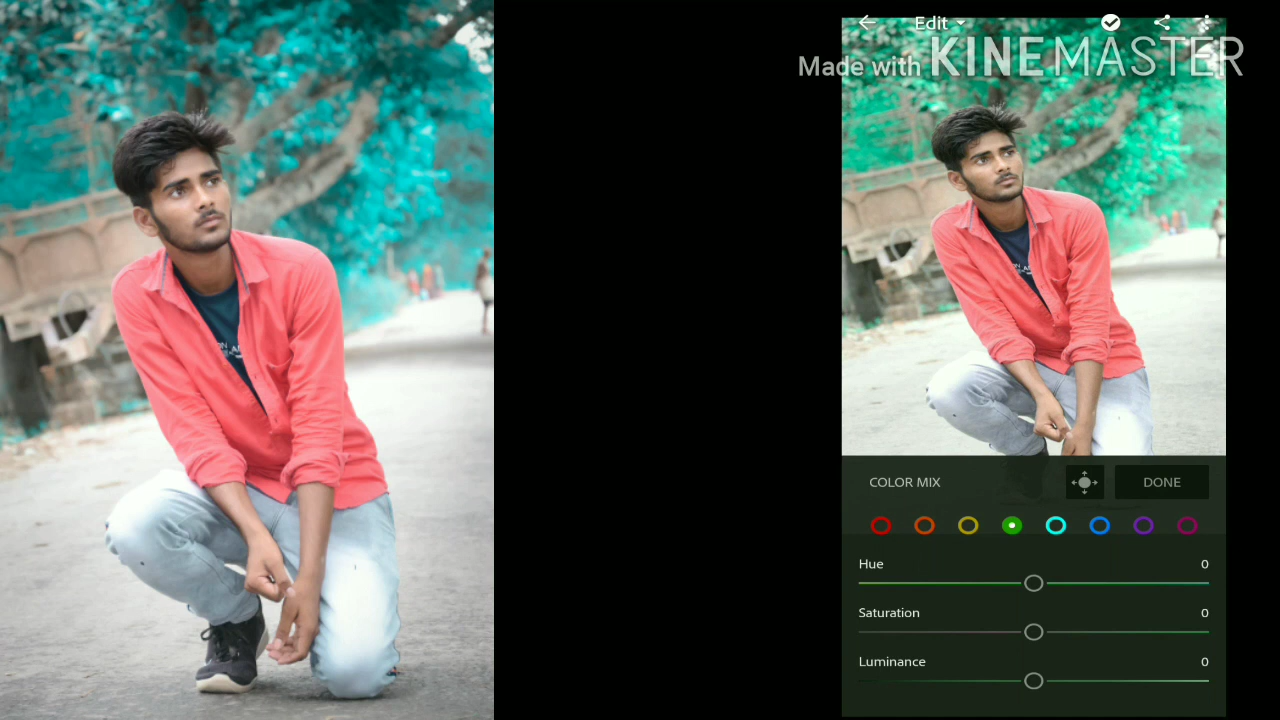 Edit
Made with KINEMASTER
COLOR MIX
DONE
Hue 0
Saturation 0
Luminance 0